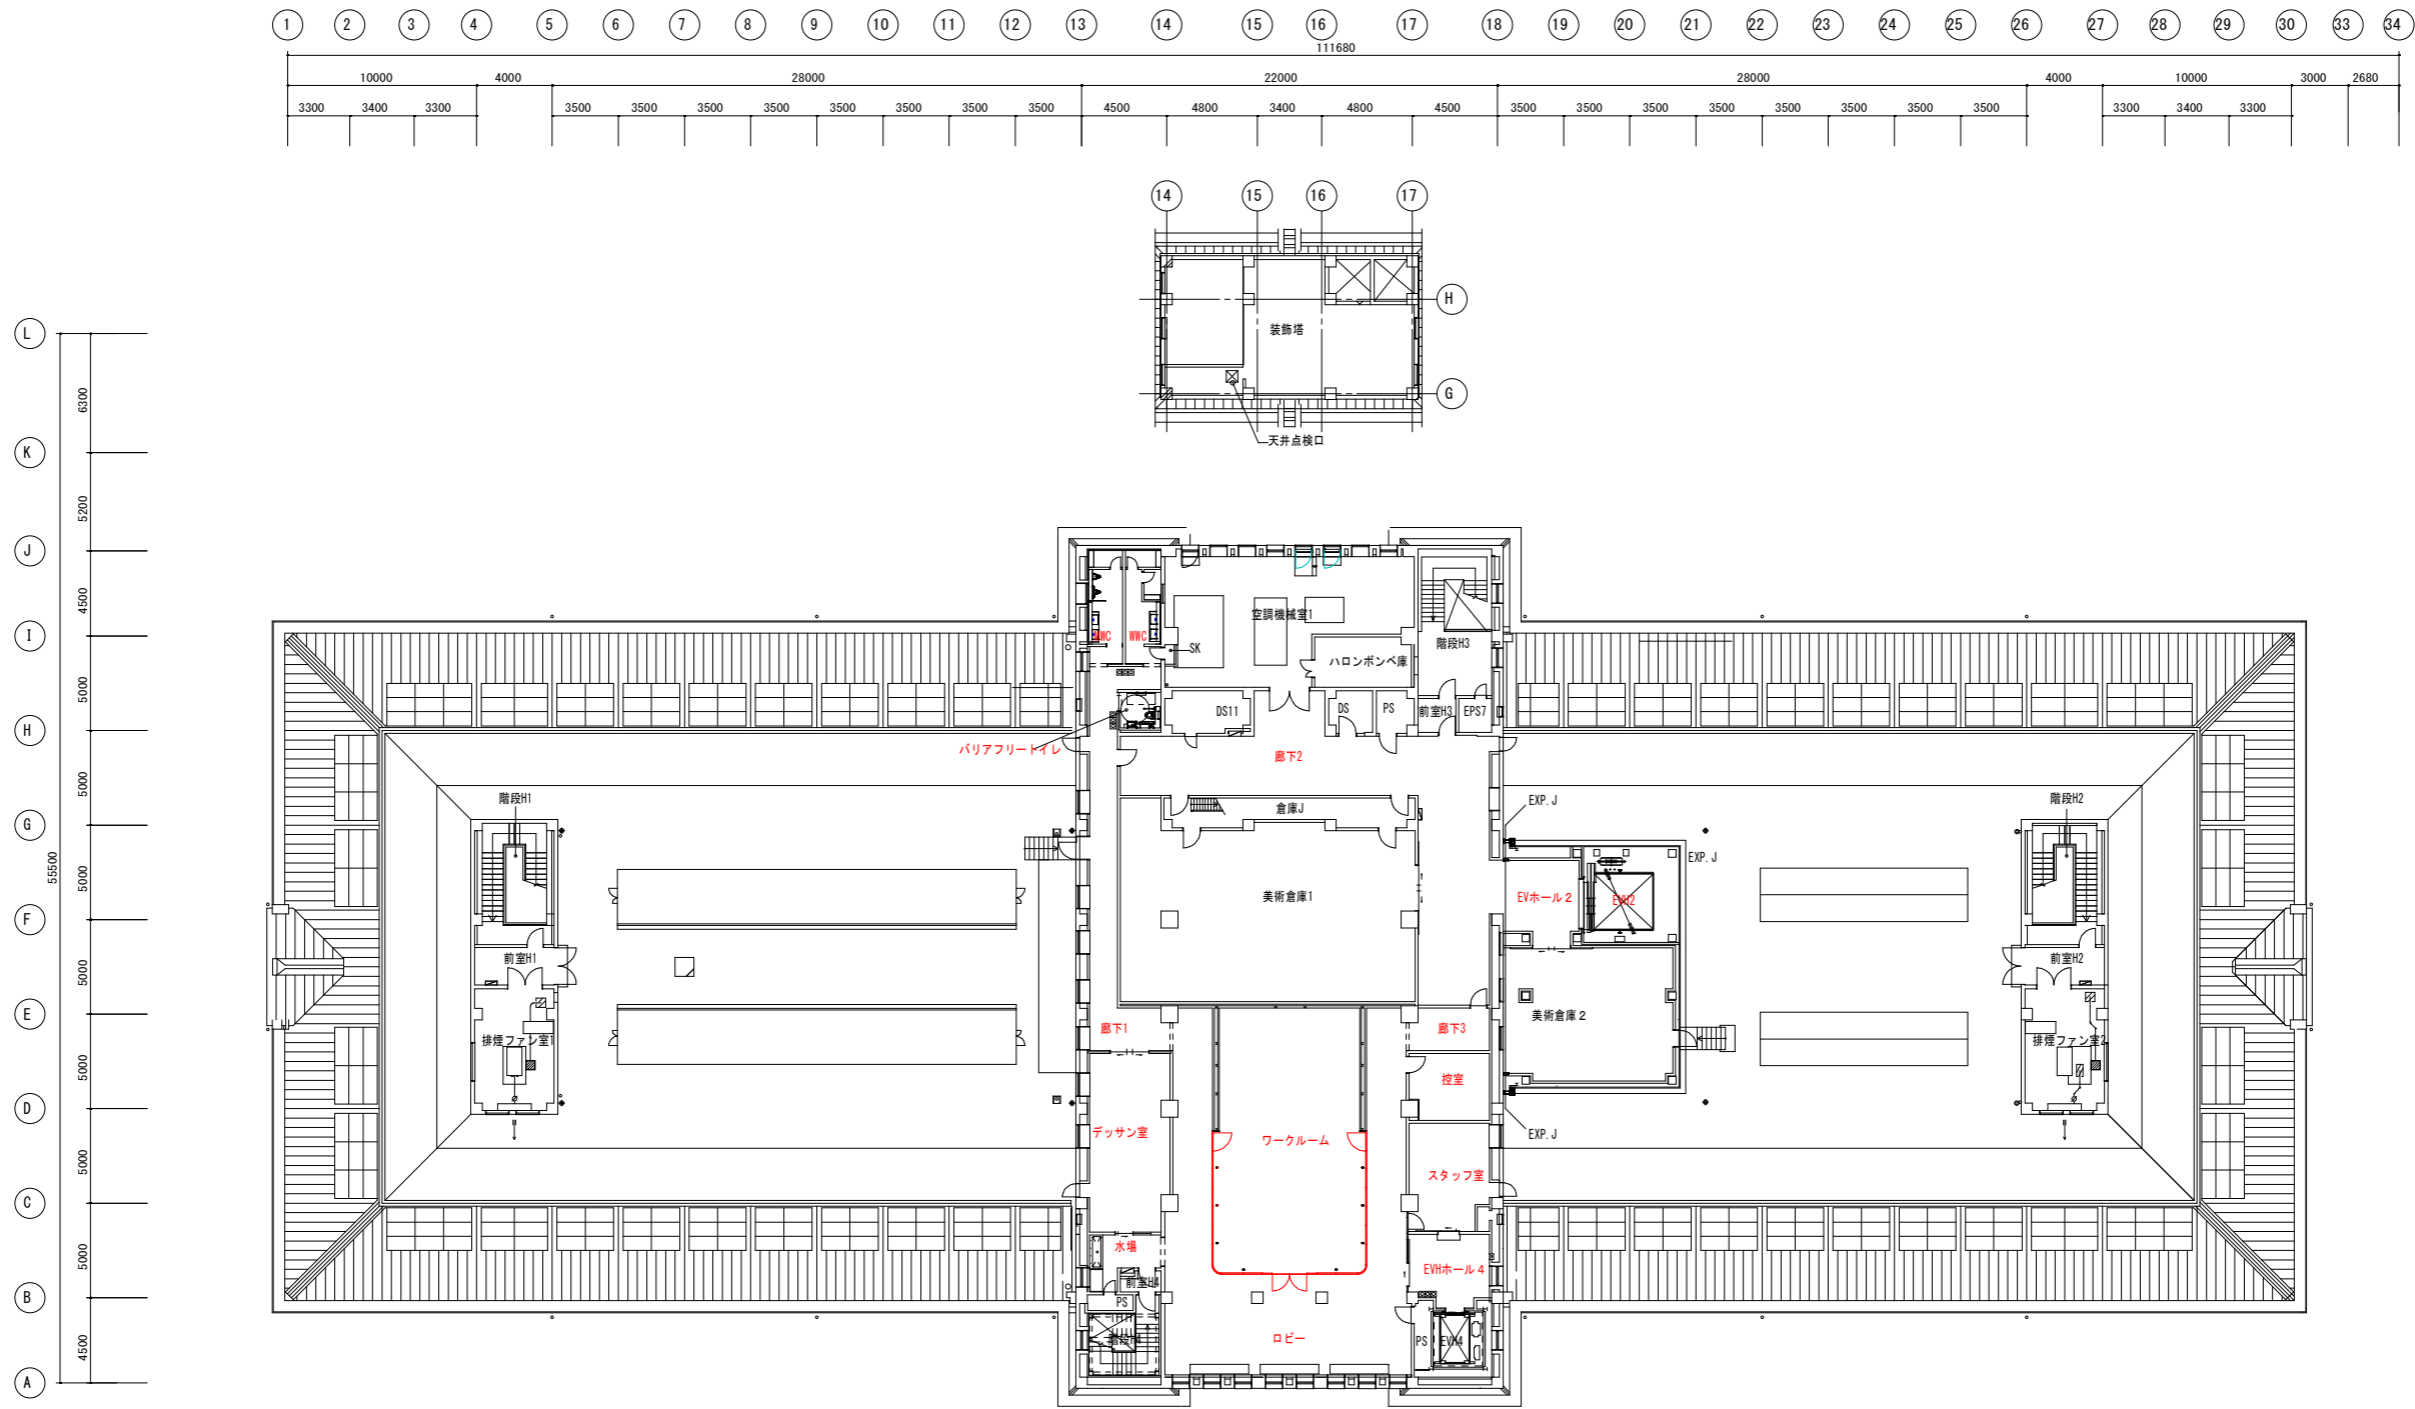 1 2 3 4 5 6 7 8 9 10 11 12 13 14 15 16 17 18 19 20 21 22 23 24 25 26 27 28 29 30 33 34
111680
10000 4000 28000 22000 28000 4000 10000 3000 2680
3300 3400 3300 3500 3500 3500 3500 3500 3500 3500 3500 4500 4800 3400 4800 4500 3500 3500 3500 3500 3500 3500 3500 3500 3300 3400 3300
14 15 16 17
H
装飾塔
G
天井点検口
L
6300
K
5200
J
4500
I
5000
H
5000
G
5000
55500
F
5000
E
5000
D
5000
C
5000
B
4500
A
空調機械室1
WWC
SK
階段H3
ハロンボンベ庫
DS11
DS
PS
前室H3
EPS7
バリアフリートイレ
廊下2
階段H1
倉庫J
EXP.J
階段H2
EXP.J
美術倉庫1
EVホール2
EVH2
前室H1
前室H2
美術倉庫2
廊下1
廊下3
排煙ファン室1
排煙ファン室2
控室
デッサン室
ワークルーム
EXP.J
スタッフ室
水場
前室H4
EVHホール4
PS
階段H4
ロビー
PS
EVH4